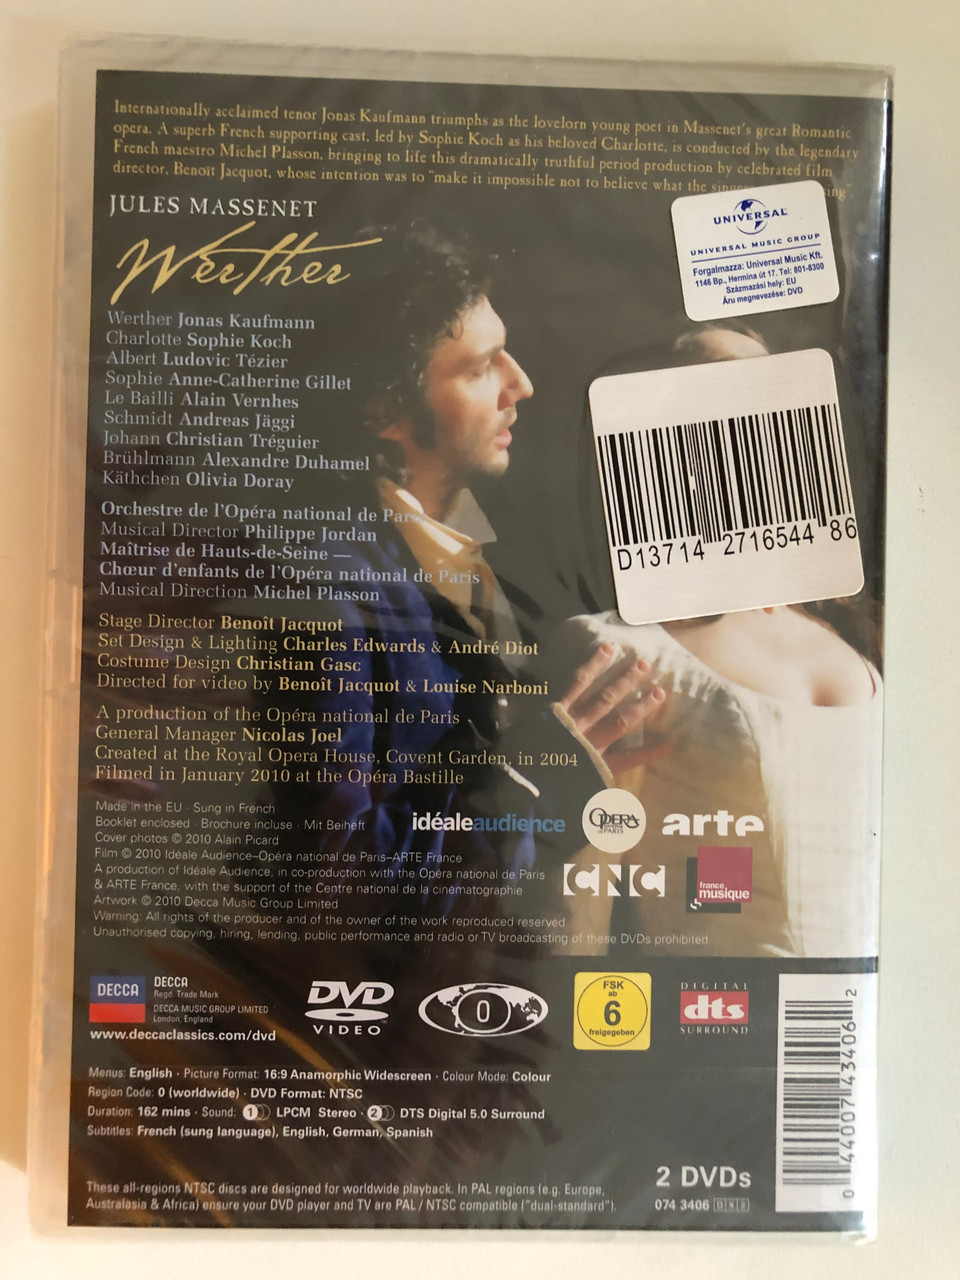 Internationally acclaimed tenor Jonas Kaufmann triumphs as the lovelorn young poet in Massenet's great Romantic
opera. A superb French supporting cast, led by Sophie Koch as his beloved Charlotte, is conducted by the legendary
French maestro Michel Plasson, bringing to life this dramatically truthful period production by celebrated film
director, Benoît Jacquot, whose intention was to "make it impossible not to believe what the
JULES MASSENET
Werther
UNIVERSAL
UNIVERSAL MUSIC GROUP
Forgalmazza: Universal Music Kft.
1146 Bp., Hermina út 17. Tel: 801-8300
Származási hely: EU
Áru megnevezése: DVD
Werther Jonas Kaufmann
Charlotte Sophie Koch
Albert Ludovic Tézier
Sophie Anne-Catherine Gillet
Le Bailli Alain Vernhes
Schmidt Andreas Jäggi
Johann Christian Tréguier
Brühlmann Alexandre Duhamel
Käthchen Olivia Doray
D13714 2716544 86
Orchestre de l'Opéra national de Paris
Musical Director Philippe Jordan
Maîtrise de Hauts-de-Seine —
Chœur d'enfants de l'Opéra national de Paris
Musical Direction Michel Plasson
Stage Director Benoît Jacquot
Set Design & Lighting Charles Edwards & André Diot
Costume Design Christian Gasc
Directed for video by Benoît Jacquot & Louise Narboni
A production of the Opéra national de Paris
General Manager Nicolas Joel
Created at the Royal Opera House, Covent Garden, in 2004
Filmed in January 2010 at the Opéra Bastille
Made in the EU · Sung in French
Booklet enclosed · Brochure incluse · Mit Beiheft
Cover photos © 2010 Alain Picard
Film © 2010 Idéale Audience–Opéra national de Paris–ARTE France
A production of Idéale Audience, in co-production with the Opéra national de Paris
& ARTE France, with the support of the Centre national de la cinématographie
Artwork © 2010 Decca Music Group Limited
Warning: All rights of the producer and of the owner of the work reproduced reserved.
Unauthorised copying, hiring, lending, public performance and radio or TV broadcasting of these DVDs prohibited.
idéaleaudience
OPERA
DE PARIS
arte
CNC
france
musique
DECCA
DECCA
Regd. Trade Mark
DECCA MUSIC GROUP LIMITED
London, England
www.deccaclassics.com/dvd
DVD
VIDEO
0
FSK
ab
6
freigegeben
DIGITAL
dts
SURROUND
Menus: English · Picture Format: 16:9 Anamorphic Widescreen · Colour Mode: Colour
Region Code: 0 (worldwide) · DVD Format: NTSC
Duration: 162 mins · Sound: 1 LPCM Stereo · 2 DTS Digital 5.0 Surround
Subtitles: French (sung language), English, German, Spanish
These all-regions NTSC discs are designed for worldwide playback. In PAL regions (e.g. Europe,
Australasia & Africa) ensure your DVD player and TV are PAL / NTSC compatible ("dual-standard").
2 DVDs
074 3406 DX2
0 44007 43406 2